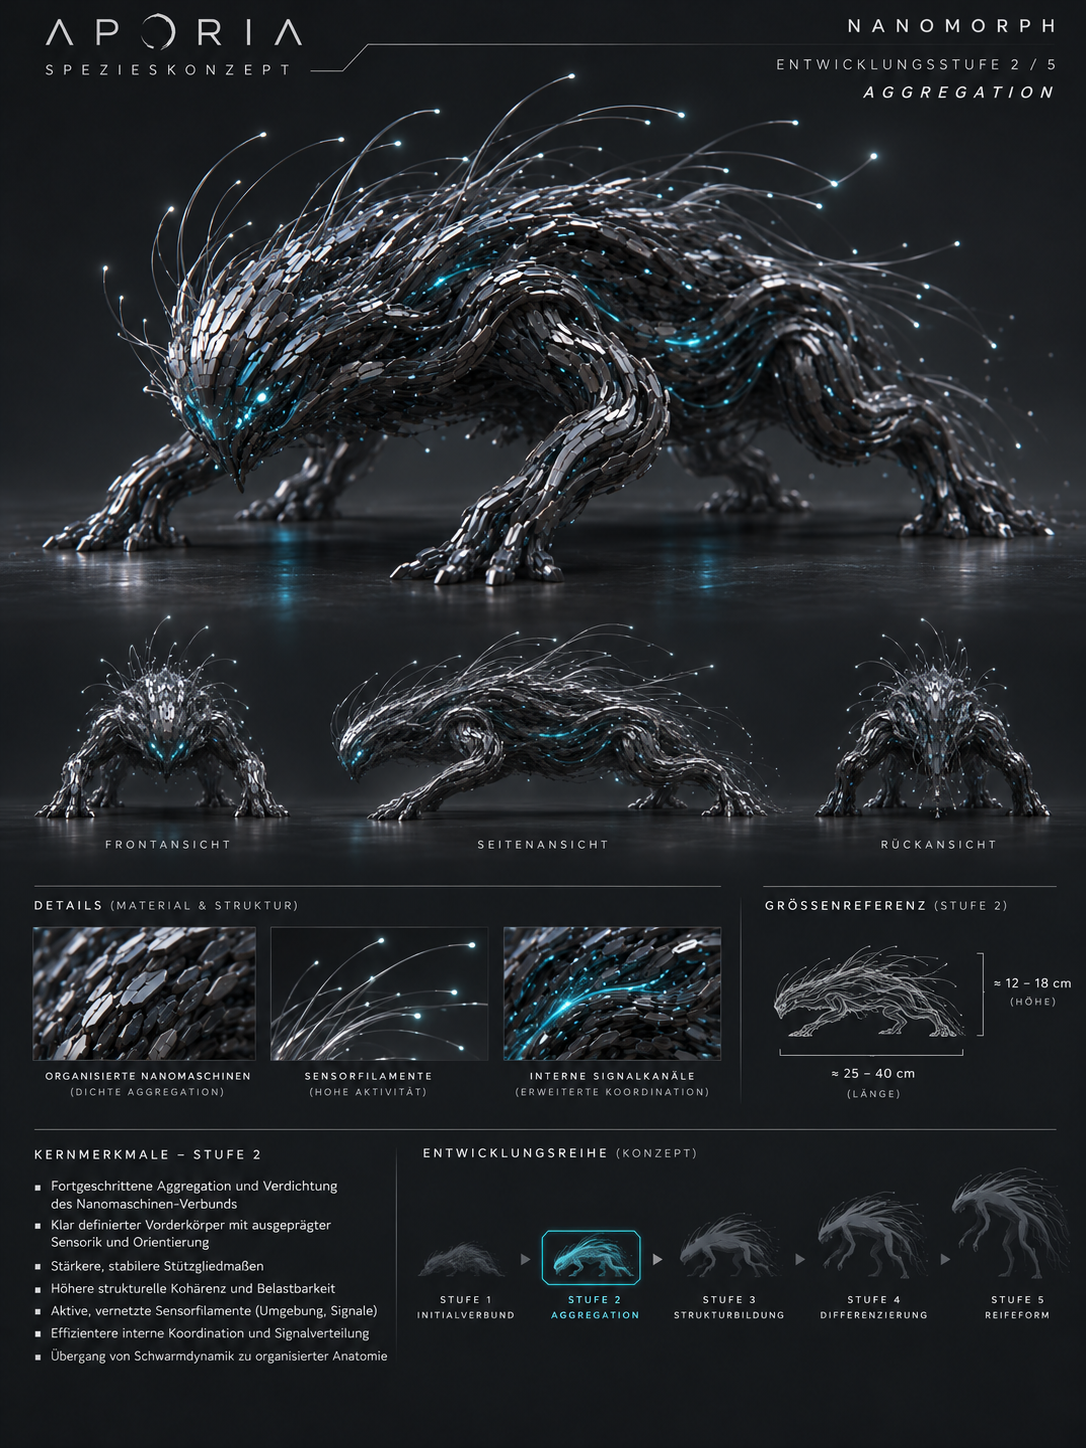 APORIA
SPEZIESKONZEPT
NANOMORPH
ENTWICKLUNGSSTUFE 2 / 5
AGGREGATION
FRONTANSICHT
SEITENANSICHT
RÜCKANSICHT
DETAILS (MATERIAL & STRUKTUR)
ORGANISIERTE NANOMASCHINEN
(DICHTE AGGREGATION)
SENSORFILAMENTE
(HOHE AKTIVITÄT)
INTERNE SIGNALKANÄLE
(ERWEITERTE KOORDINATION)
GRÖSSENREFERENZ (STUFE 2)
≈ 12 – 18 cm
(HÖHE)
≈ 25 – 40 cm
(LÄNGE)
KERNMERKMALE – STUFE 2
▪ Fortgeschrittene Aggregation und Verdichtung
des Nanomaschinen-Verbunds
▪ Klar definierter Vorderkörper mit ausgeprägter
Sensorik und Orientierung
▪ Stärkere, stabilere Stützgliedmaßen
▪ Höhere strukturelle Kohärenz und Belastbarkeit
▪ Aktive, vernetzte Sensorfilamente (Umgebung, Signale)
▪ Effizientere interne Koordination und Signalverteilung
▪ Übergang von Schwarmdynamik zu organisierter Anatomie
ENTWICKLUNGSREIHE (KONZEPT)
STUFE 1
INITIALVERBUND
STUFE 2
AGGREGATION
STUFE 3
STRUKTURBILDUNG
STUFE 4
DIFFERENZIERUNG
STUFE 5
REIFEFORM